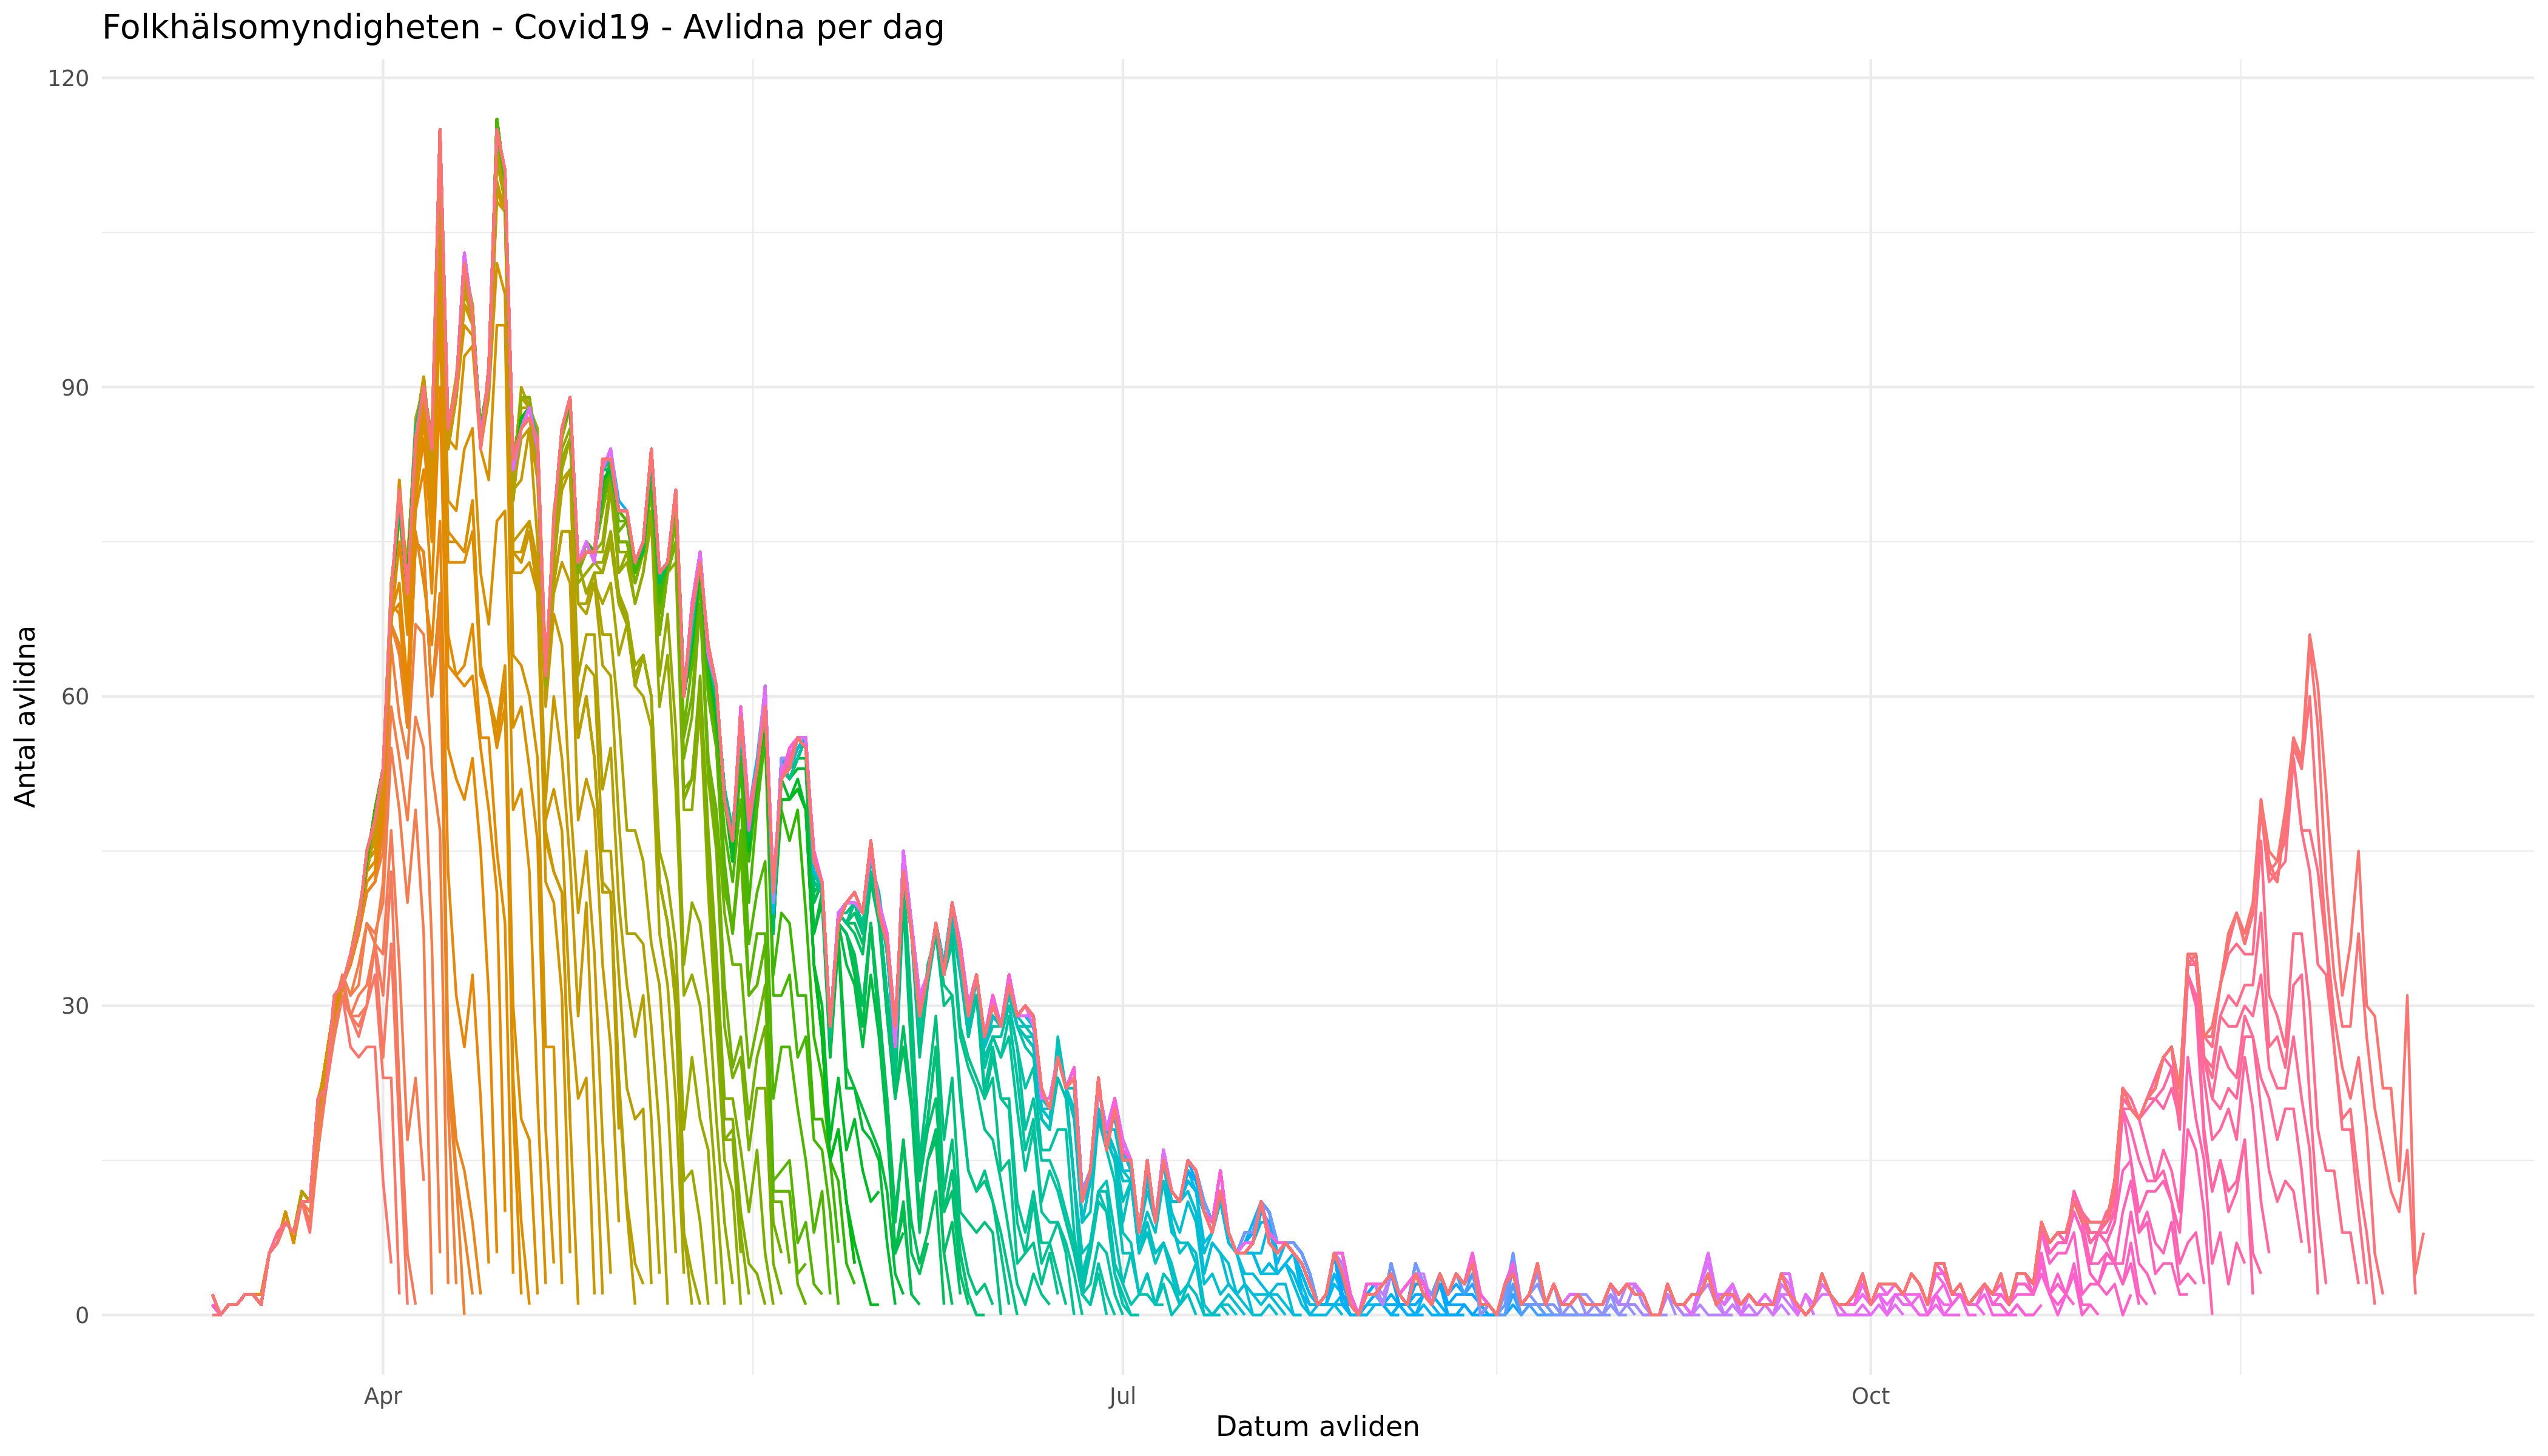 Folkhälsomyndigheten - Covid19 - Avlidna per dag
120
90
60
30
0
Antal avlidna
Apr
Jul
Oct
Datum avliden